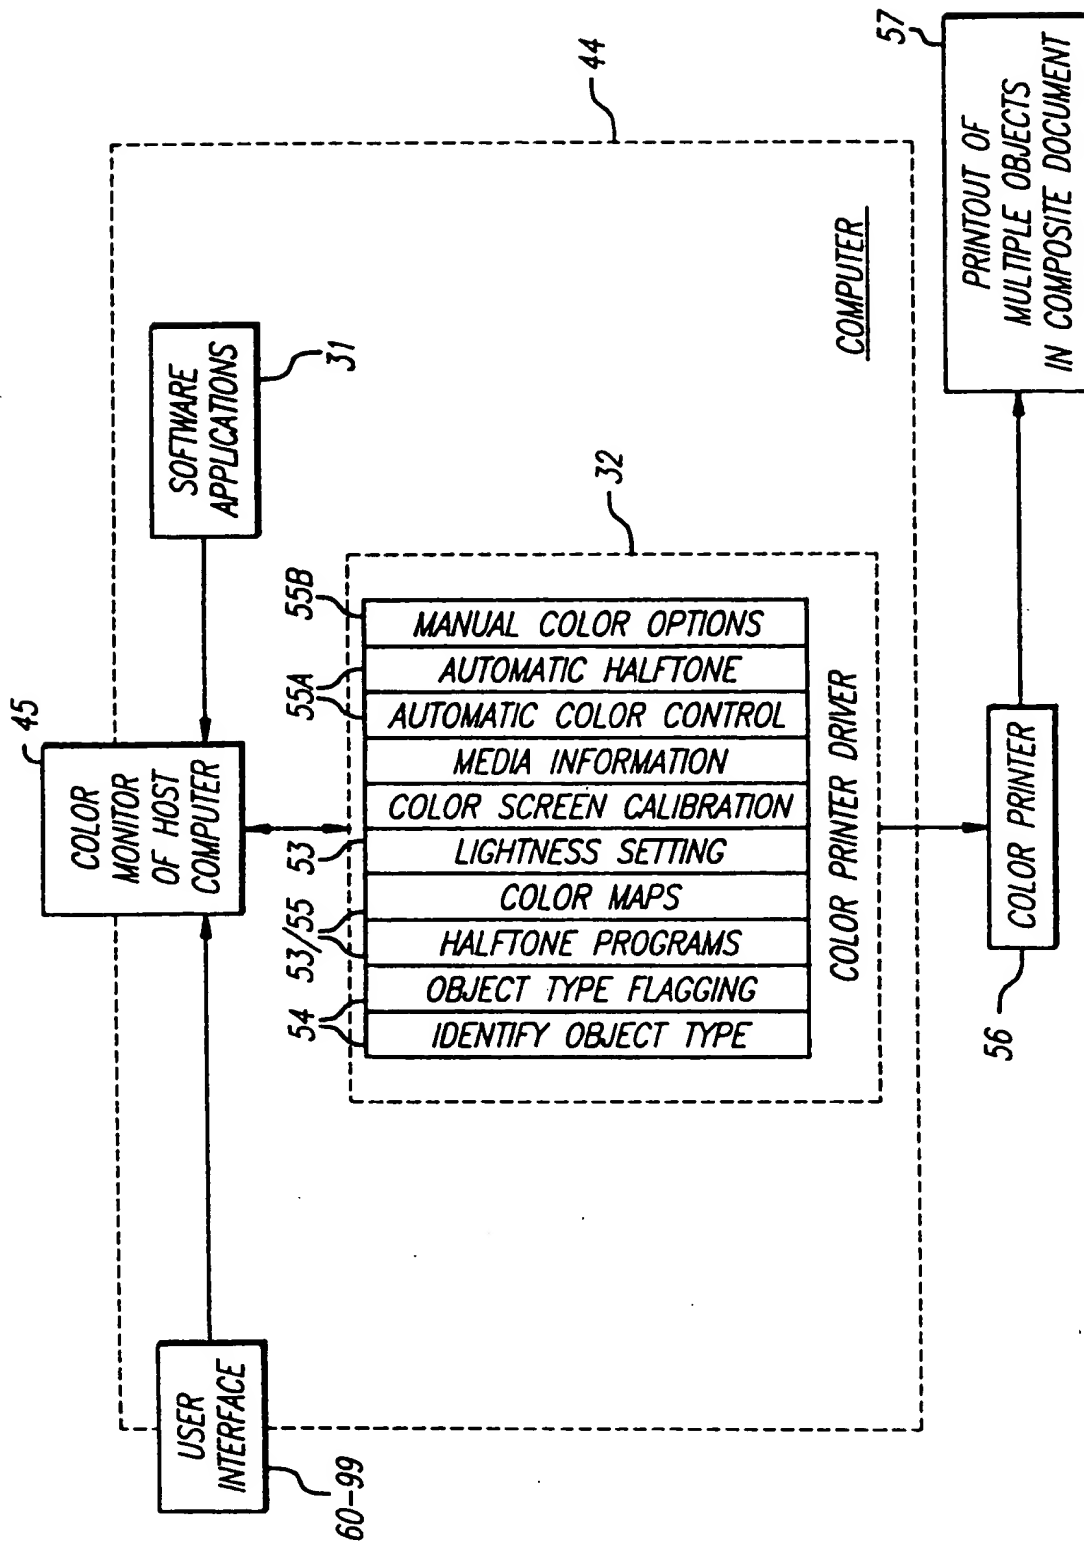 60-99
USER
INTERFACE
45
COLOR
MONITOR
OF HOST
COMPUTER
SOFTWARE
APPLICATIONS
31
44
COMPUTER
32
54
53/55
53
55A
55B
IDENTIFY OBJECT TYPE
OBJECT TYPE FLAGGING
HALFTONE PROGRAMS
COLOR MAPS
LIGHTNESS SETTING
COLOR SCREEN CALIBRATION
MEDIA INFORMATION
AUTOMATIC COLOR CONTROL
AUTOMATIC HALFTONE
MANUAL COLOR OPTIONS
COLOR PRINTER DRIVER
56
COLOR PRINTER
57
PRINTOUT OF
MULTIPLE OBJECTS
IN COMPOSITE DOCUMENT